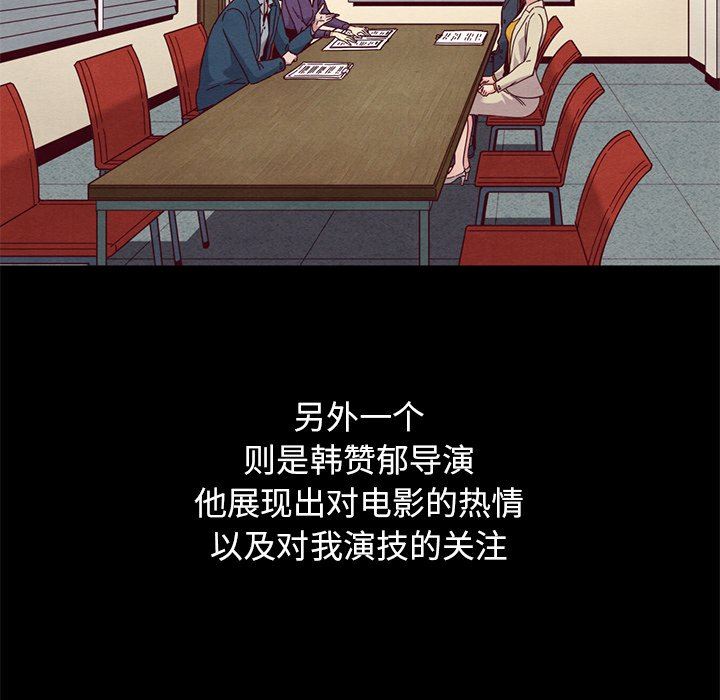 另外一个
则是韩赞郁导演
他展现出对电影的热情
以及对我演技的关注